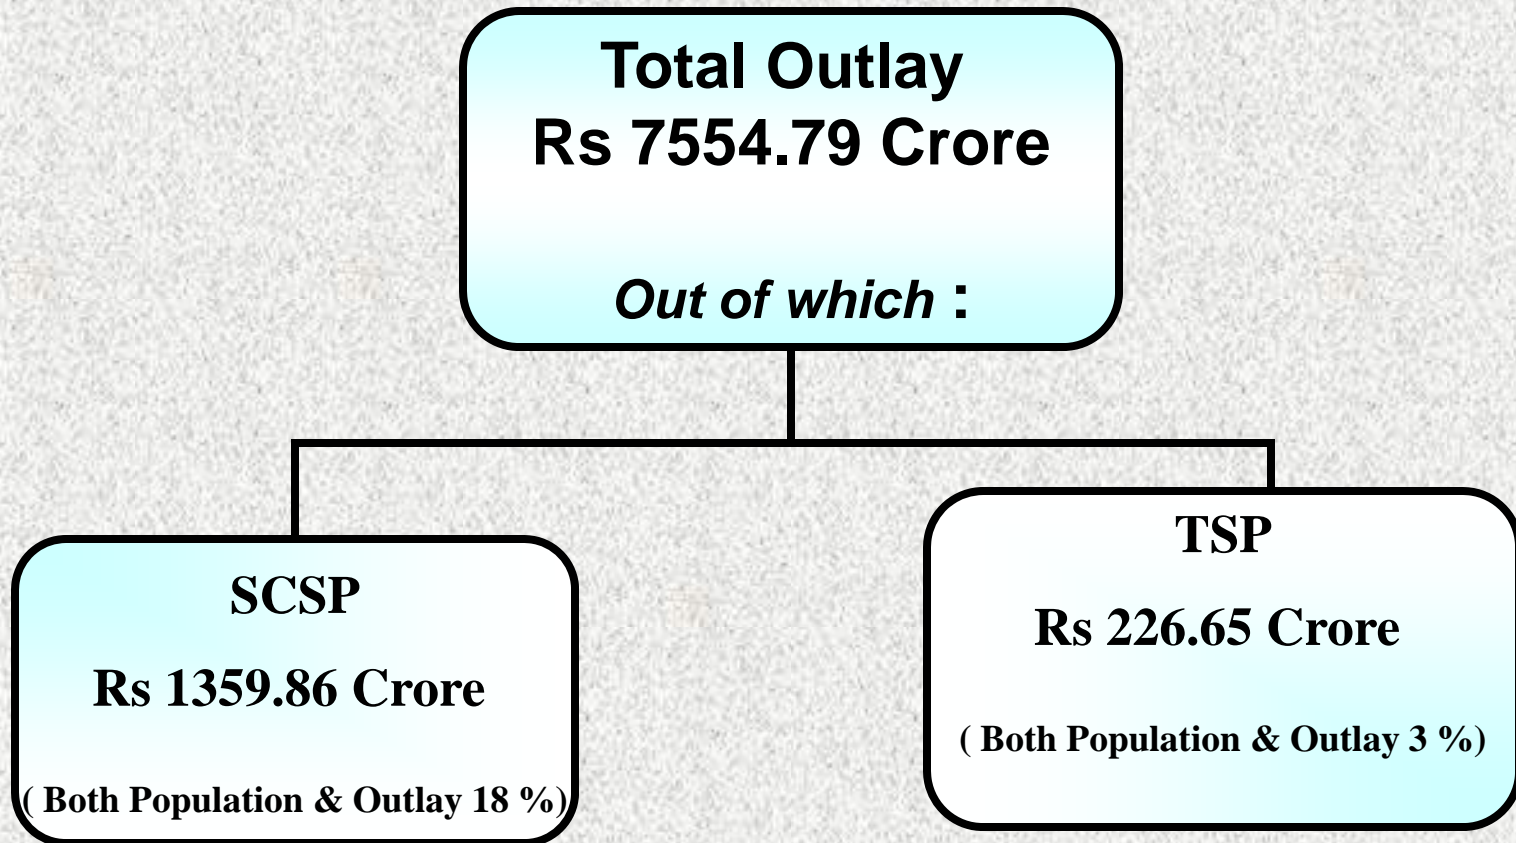 Total Outlay
Rs 7554.79 Crore
Out of which :
SCSP
Rs 1359.86 Crore
( Both Population & Outlay 18 %)
TSP
Rs 226.65 Crore
( Both Population & Outlay 3 %)